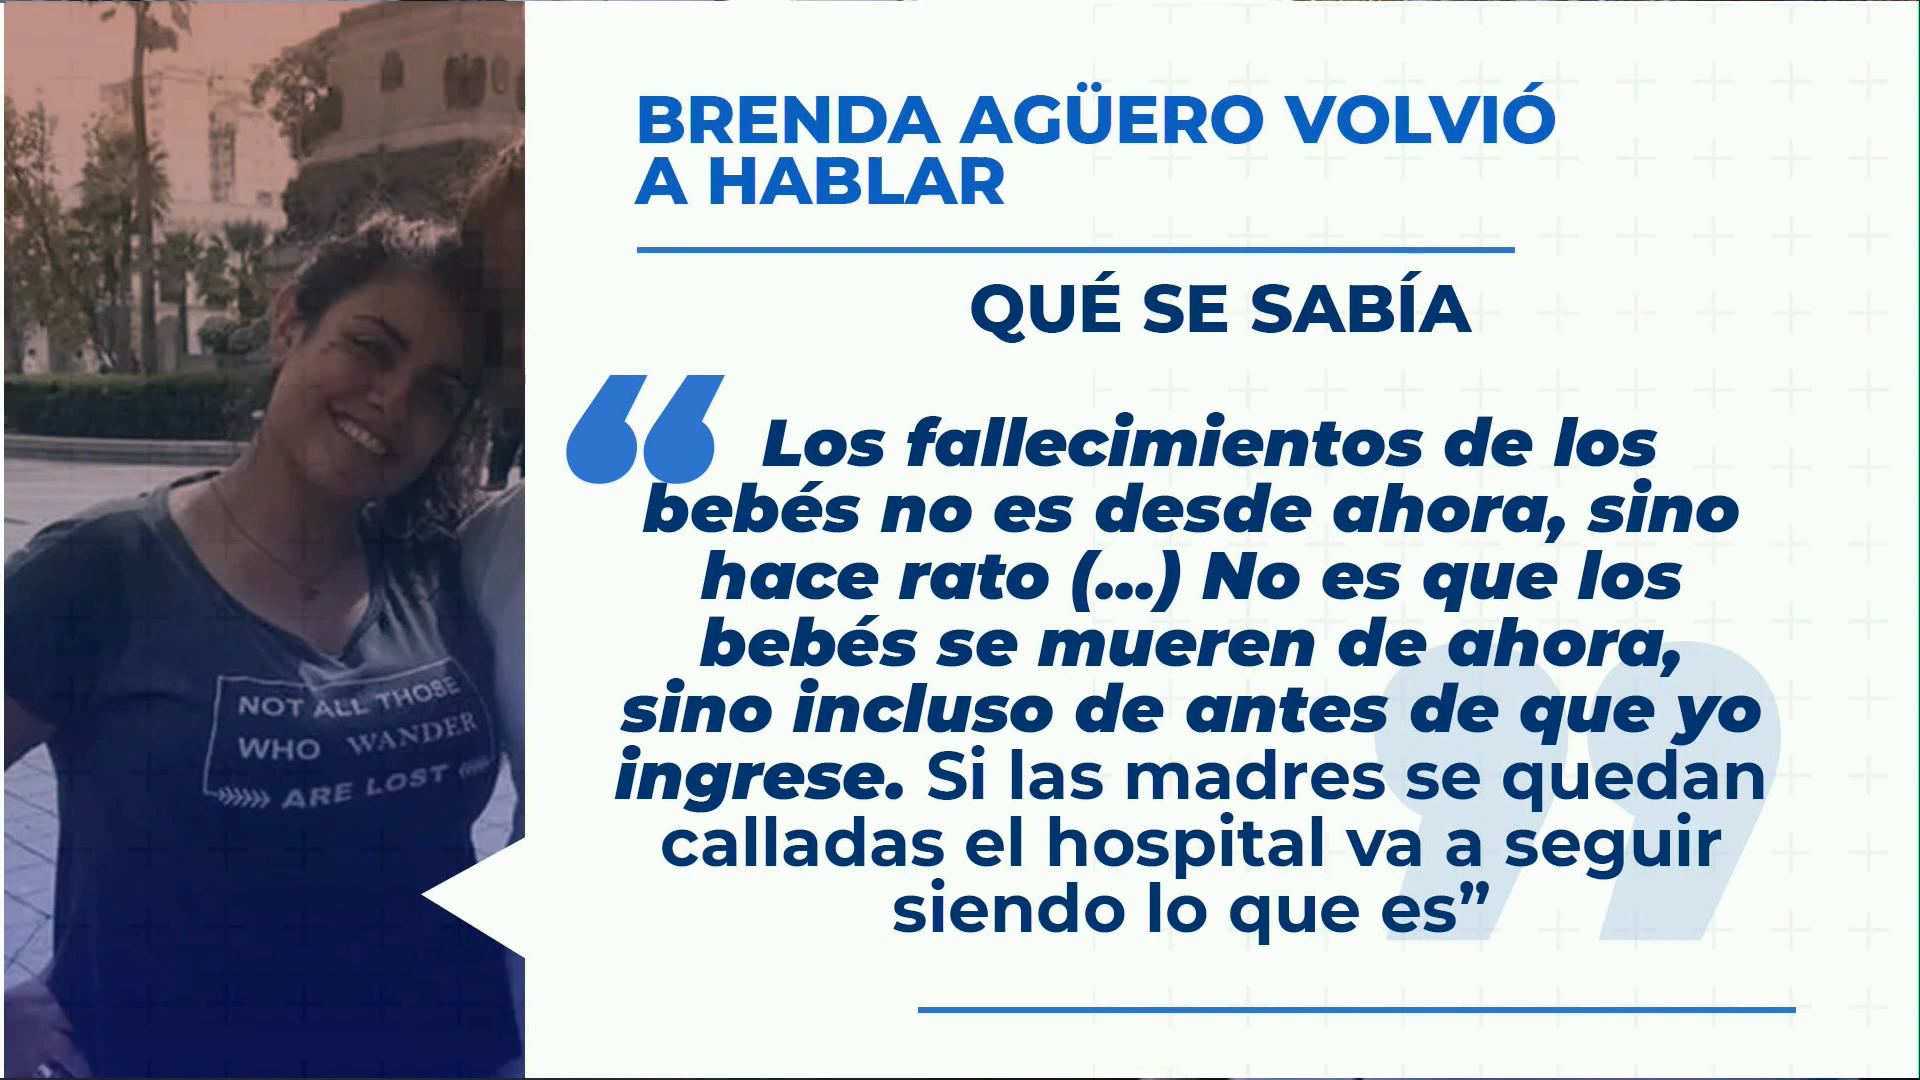 BRENDA AGÜERO VOLVIÓ
A HABLAR
QUÉ SE SABÍA
“Los fallecimientos de los
bebés no es desde ahora, sino
hace rato (...) No es que los
bebés se mueren de ahora,
sino incluso de antes de que yo
ingrese. Si las madres se quedan
calladas el hospital va a seguir
siendo lo que es”
NOT ALL THOSE
WHO WANDER
ARE LOST